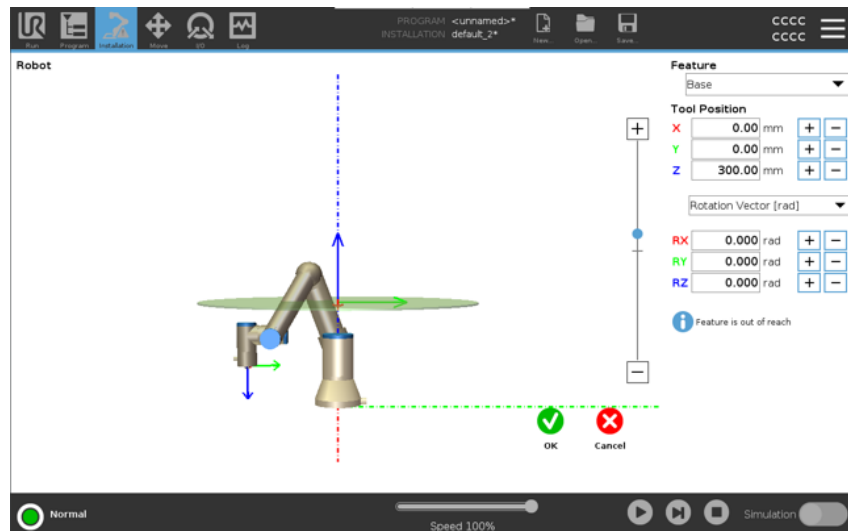 UR
PROGRAM <unnamed>*
INSTALLATION default_2*
CCCC
CCCC
Run Program Installation Move I/O Log New... Open... Save...
Robot
Feature
Base
Tool Position
X 0.00 mm + −
Y 0.00 mm + −
Z 300.00 mm + −
Rotation Vector [rad]
RX 0.000 rad + −
RY 0.000 rad + −
RZ 0.000 rad + −
i Feature is out of reach
+
−
OK Cancel
Normal
Speed 100%
Simulation